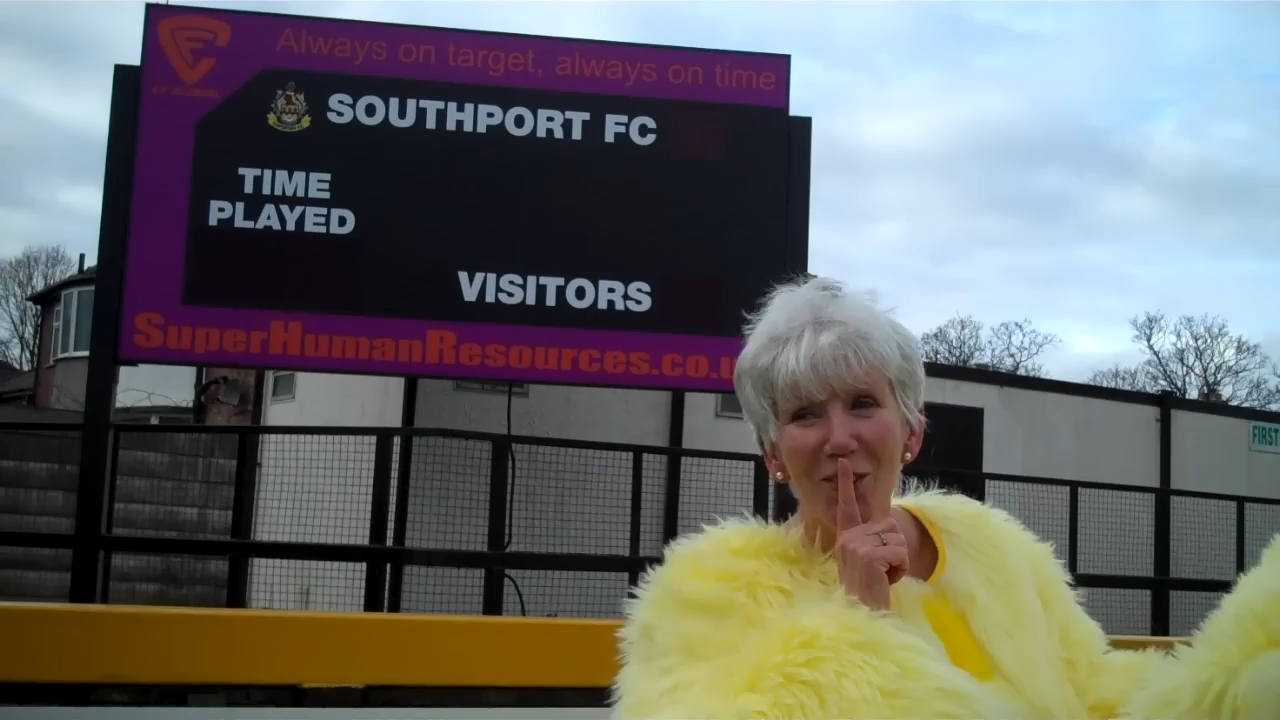 Always on target, always on time
SOUTHPORT FC
TIME
PLAYED
VISITORS
SuperHumanResources.co.u
FIRST